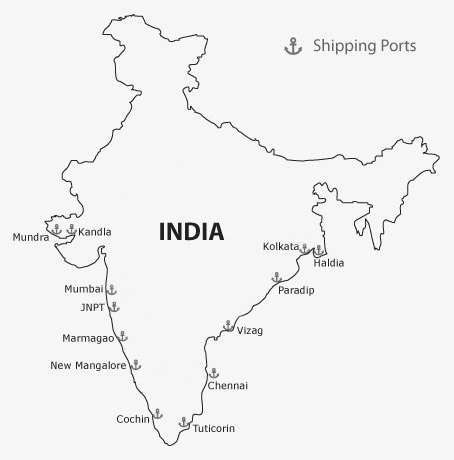 Shipping Ports
INDIA
Mundra
Kandla
Kolkata
Haldia
Mumbai
Paradip
JNPT
Vizag
Marmagao
New Mangalore
Chennai
Cochin
Tuticorin